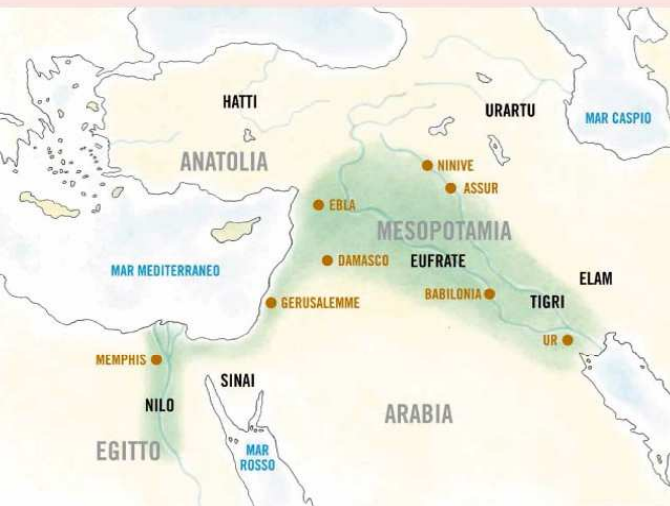 HATTI
URARTU
MAR CASPIO
ANATOLIA
NINIVE
ASSUR
EBLA
MESOPOTAMIA
MAR MEDITERRANEO
DAMASCO
EUFRATE
ELAM
BABILONIA
TIGRI
GERUSALEMME
UR
MEMPHIS
SINAI
NILO
ARABIA
EGITTO
MAR
ROSSO